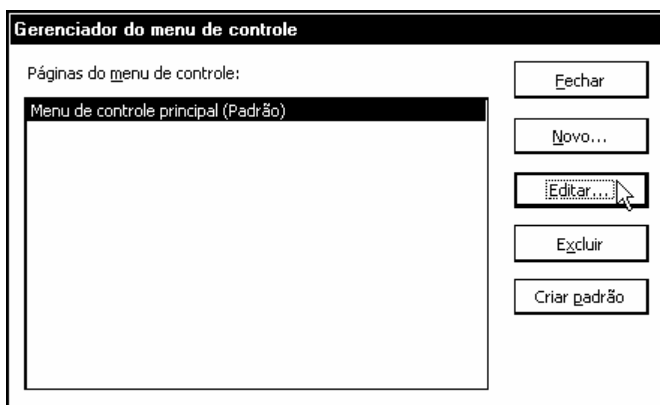 Gerenciador do menu de controle
Páginas do menu de controle:
Menu de controle principal (Padrão)
Fechar
Novo...
Editar...
Excluir
Criar padrão